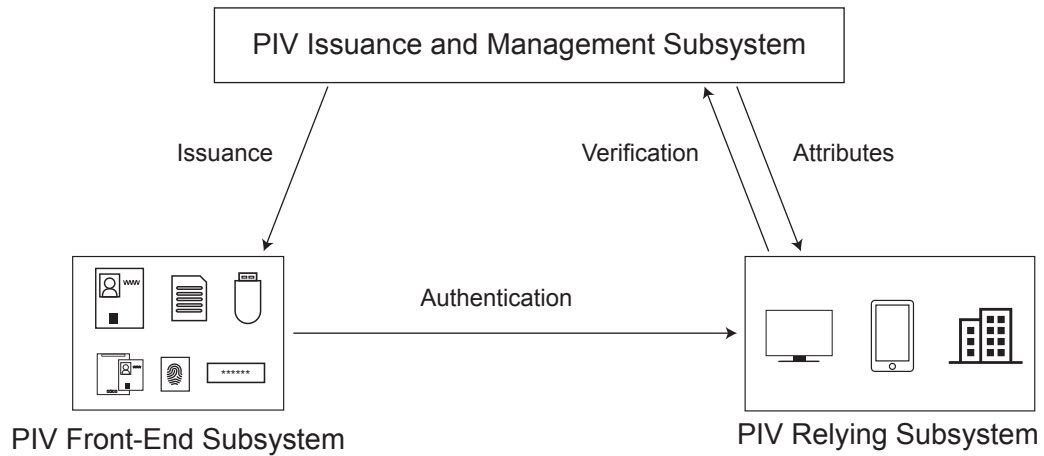 PIV Issuance and Management Subsystem
Issuance
Verification
Attributes
Authentication
******
PIV Front-End Subsystem
PIV Relying Subsystem